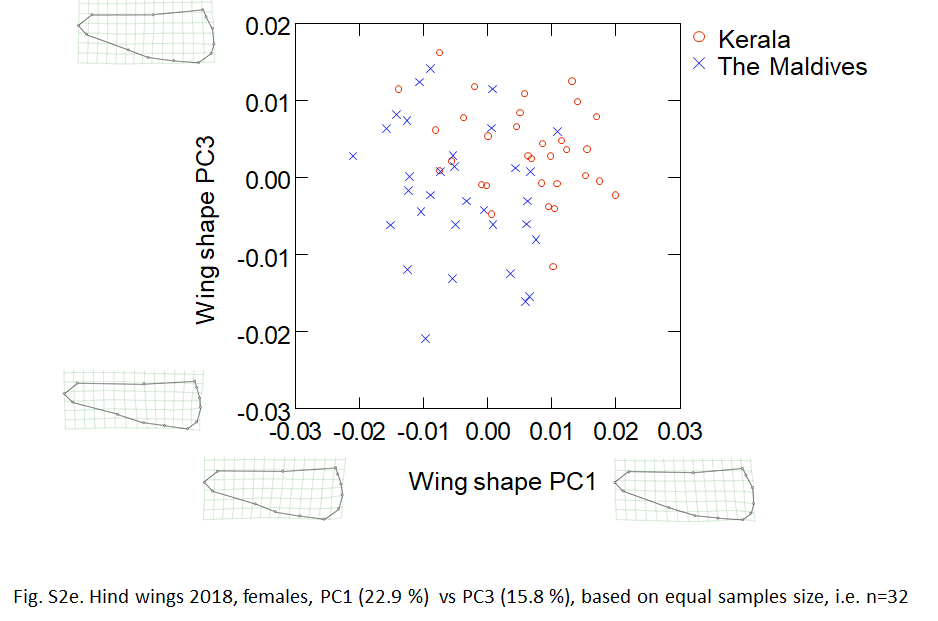 0.02
0.01
0.00
-0.01
-0.02
-0.03
Wing shape PC3
-0.03 -0.02 -0.01 0.00 0.01 0.02 0.03
Wing shape PC1
Kerala
The Maldives
Fig. S2e. Hind wings 2018, females, PC1 (22.9 %) vs PC3 (15.8 %), based on equal samples size, i.e. n=32